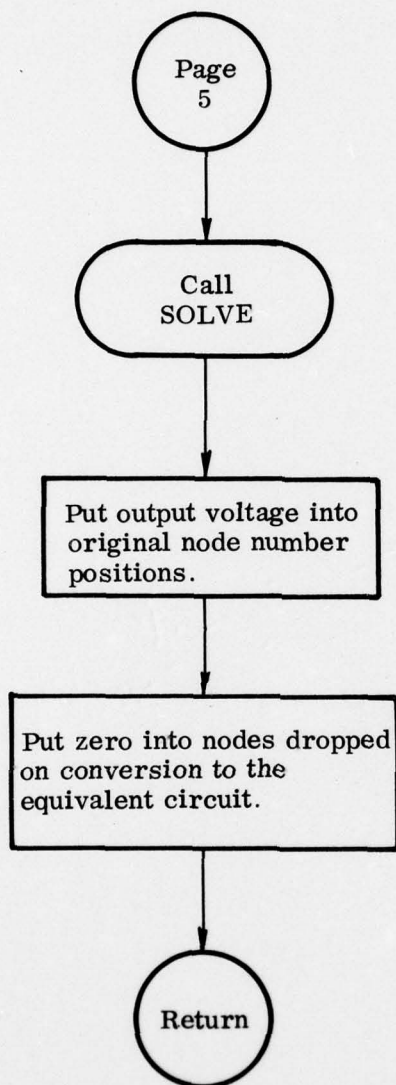 Page
5
Call
SOLVE
Put output voltage into
original node number
positions.
Put zero into nodes dropped
on conversion to the
equivalent circuit.
Return